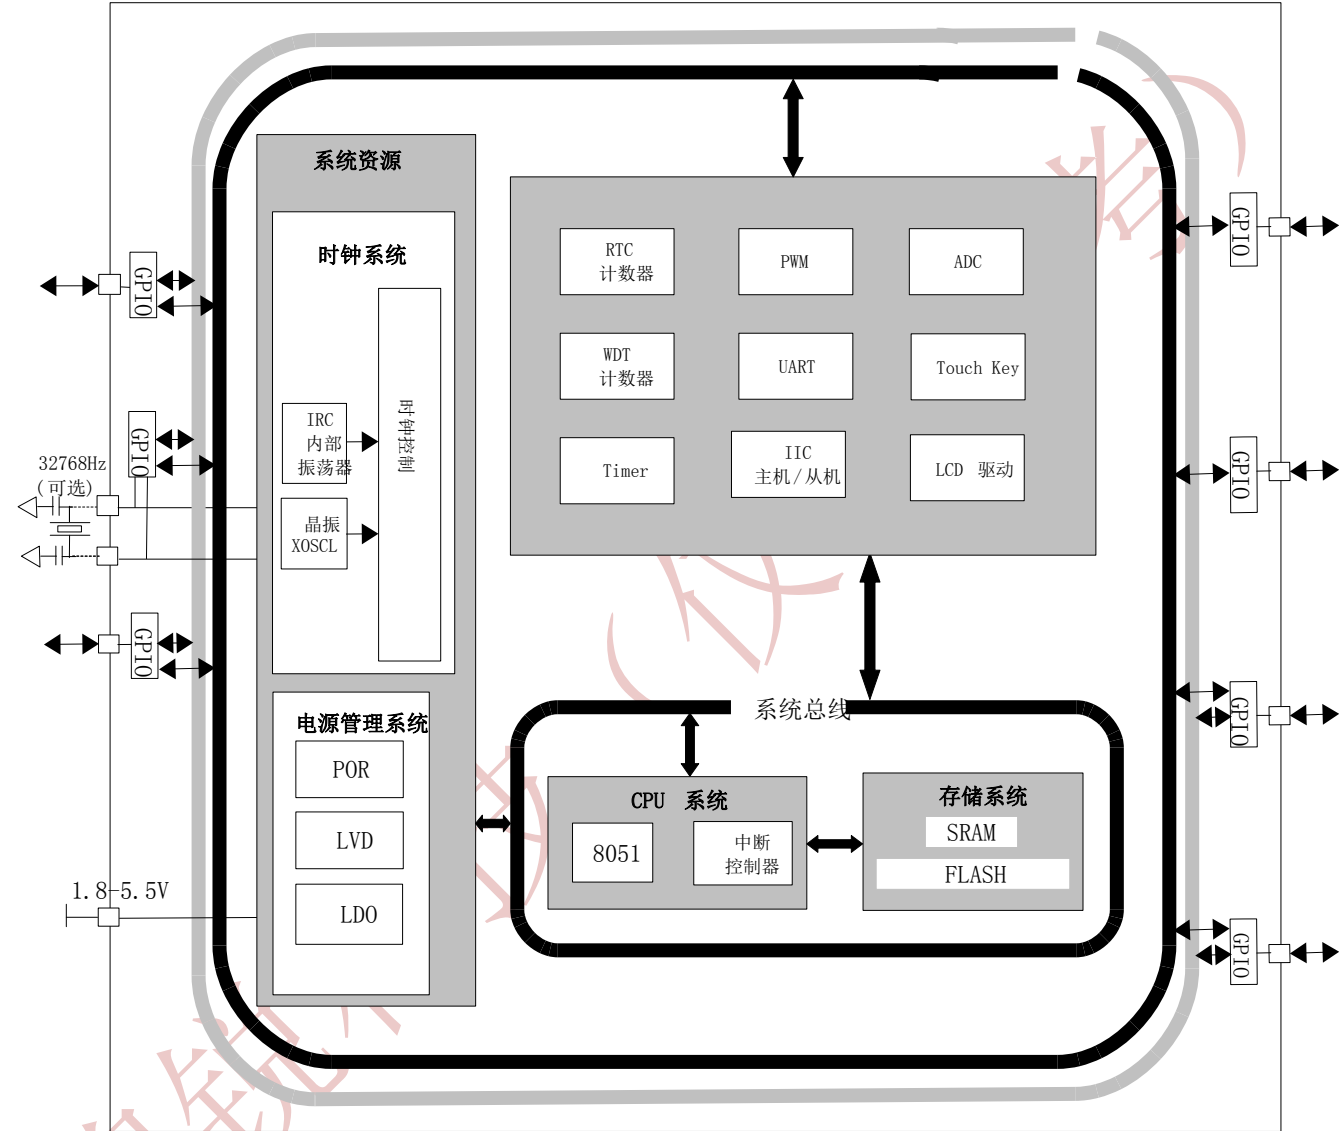 系统资源
时钟系统
IRC
内部
振荡器
晶振
XOSCL
时钟控制
电源管理系统
POR
LVD
LDO
RTC
计数器
PWM
ADC
WDT
计数器
UART
Touch Key
Timer
IIC
主机/从机
LCD 驱动
系统总线
CPU 系统
8051
中断
控制器
存储系统
SRAM
FLASH
GPIO
GPIO
32768Hz
(可选)
GPIO
1.8-5.5V
GPIO
GPIO
GPIO
GPIO